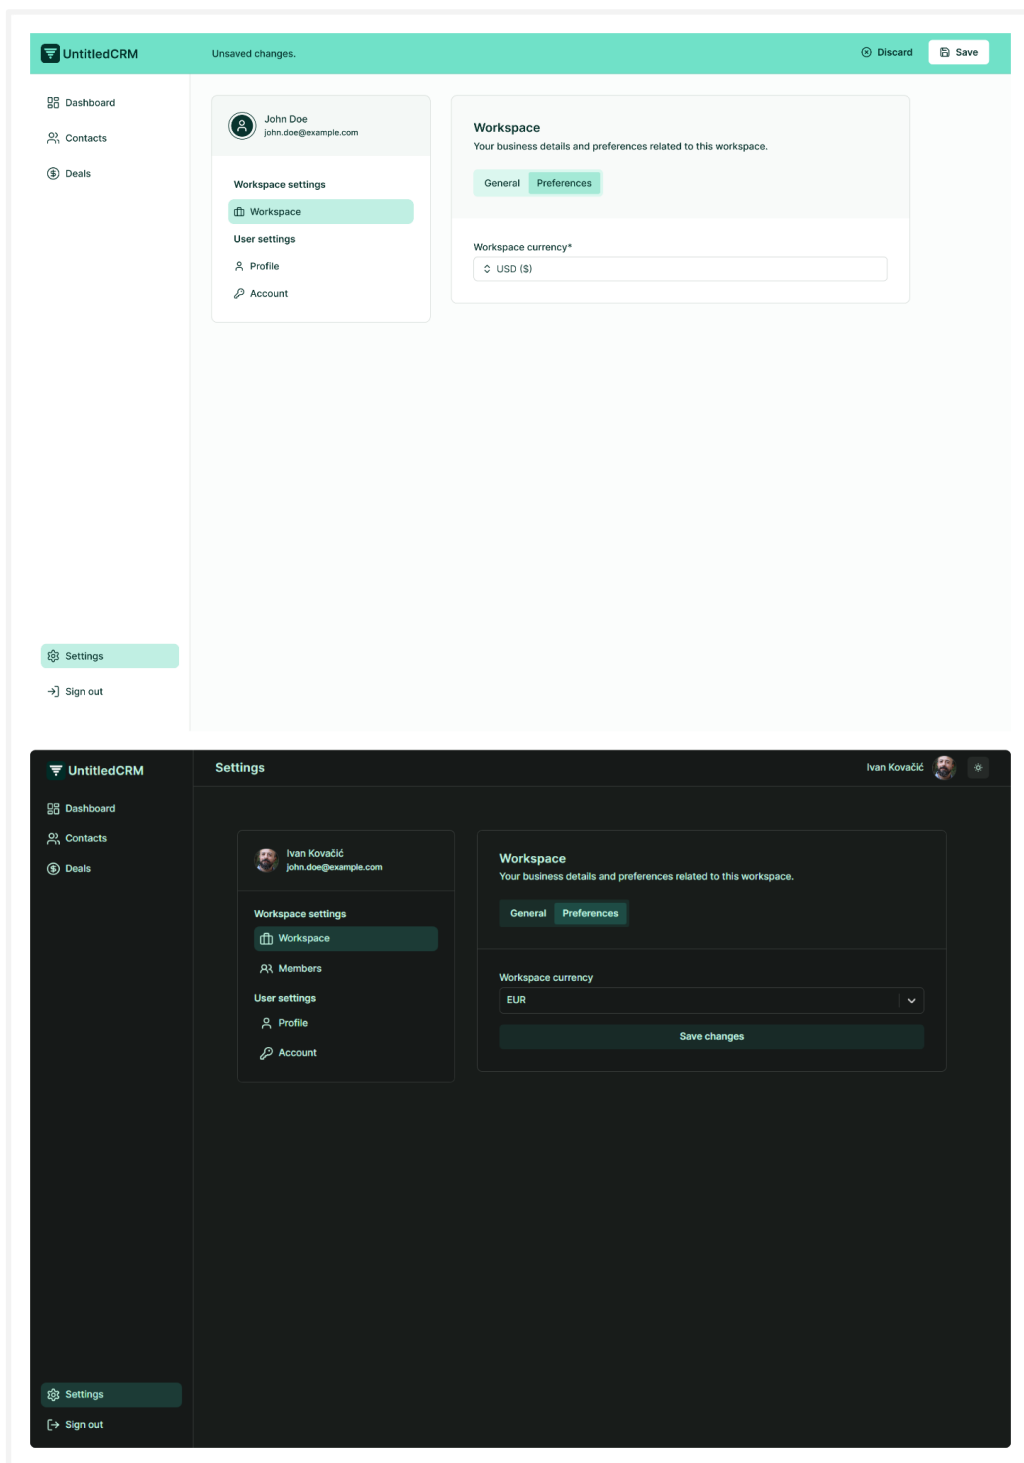 UntitledCRM
Unsaved changes.
Discard
Save
Dashboard
Contacts
Deals
John Doe
john.doe@example.com
Workspace settings
Workspace
User settings
Profile
Account
Workspace
Your business details and preferences related to this workspace.
General
Preferences
Workspace currency*
USD ($)
Settings
Sign out
UntitledCRM
Settings
Ivan Kovačić
Dashboard
Contacts
Deals
Ivan Kovačić
john.doe@example.com
Workspace settings
Workspace
Members
User settings
Profile
Account
Workspace
Your business details and preferences related to this workspace.
General
Preferences
Workspace currency
EUR
Save changes
Settings
Sign out